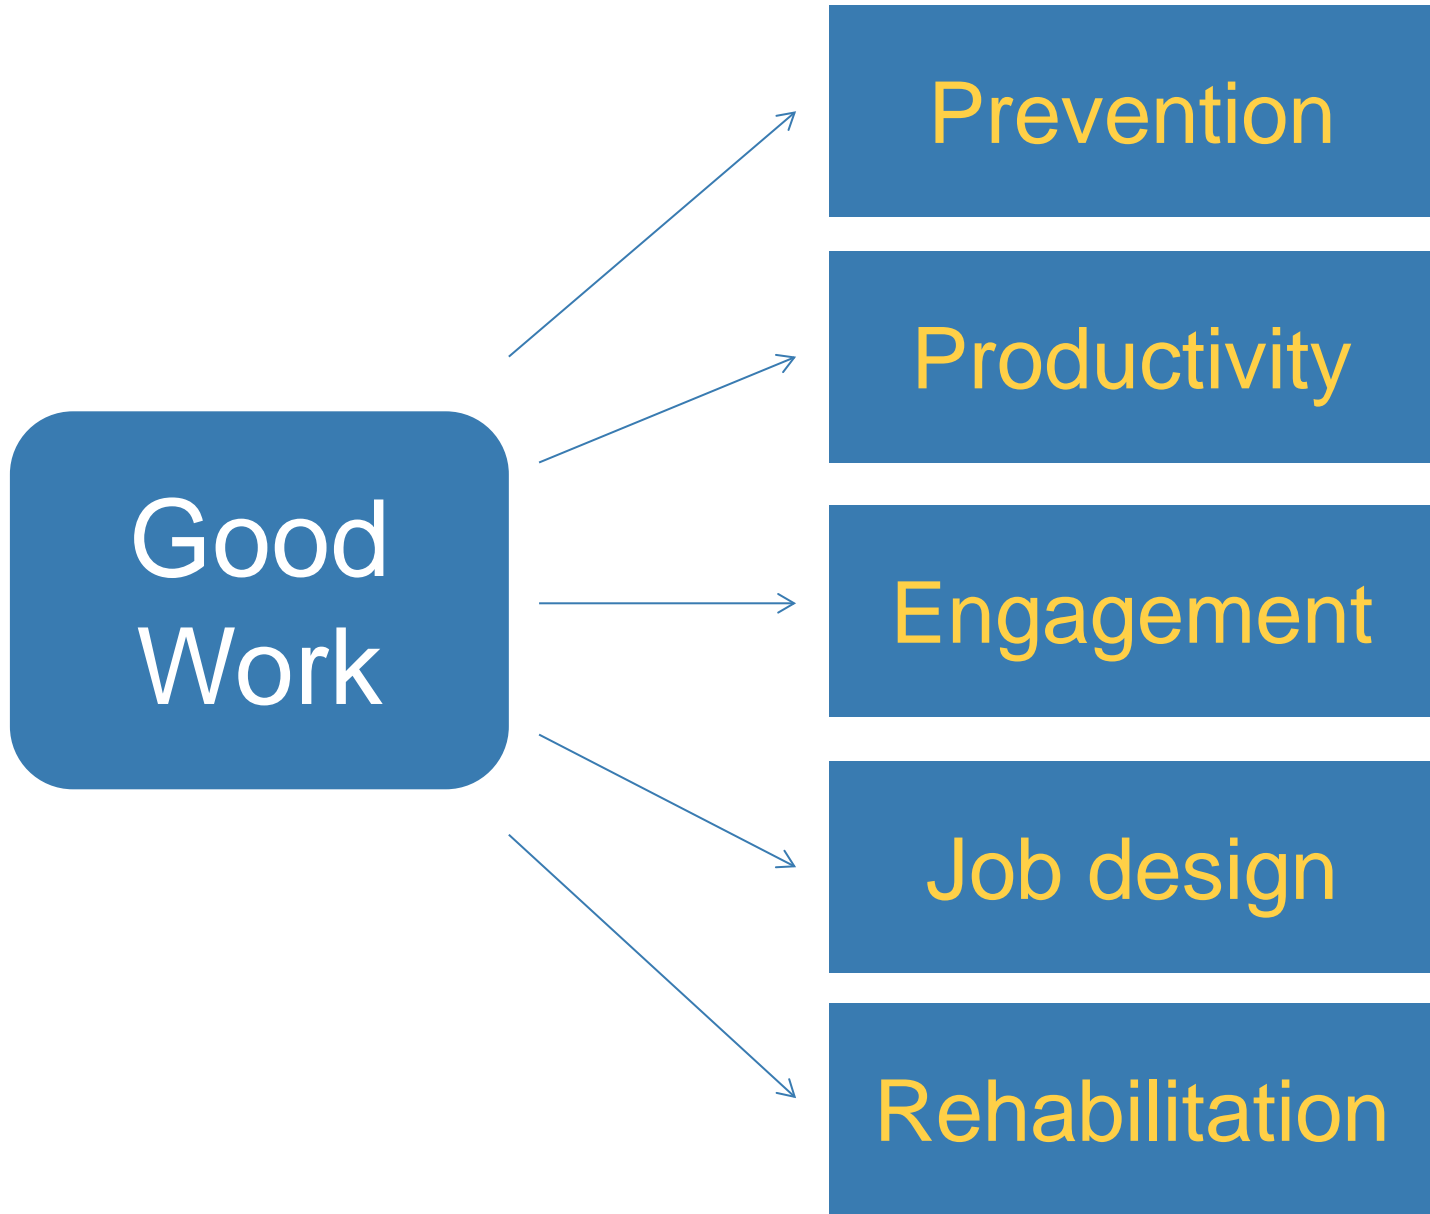 Good
Work
Prevention
Productivity
Engagement
Job design
Rehabilitation